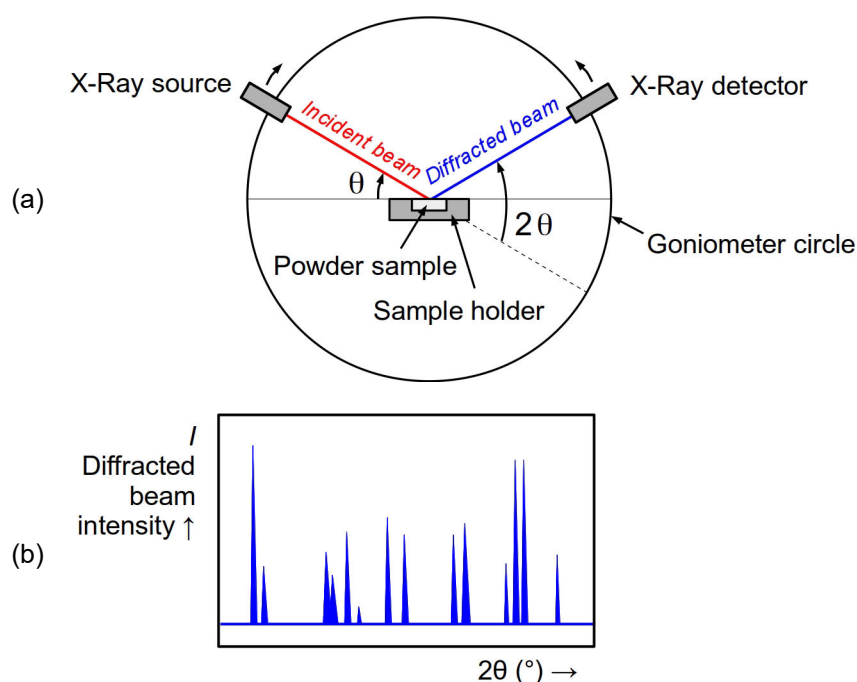 X-Ray source
X-Ray detector
Incident beam
Diffracted beam
θ
(a)
2θ
Goniometer circle
Powder sample
Sample holder
I
Diffracted
beam
intensity ↑
(b)
2θ (°) →